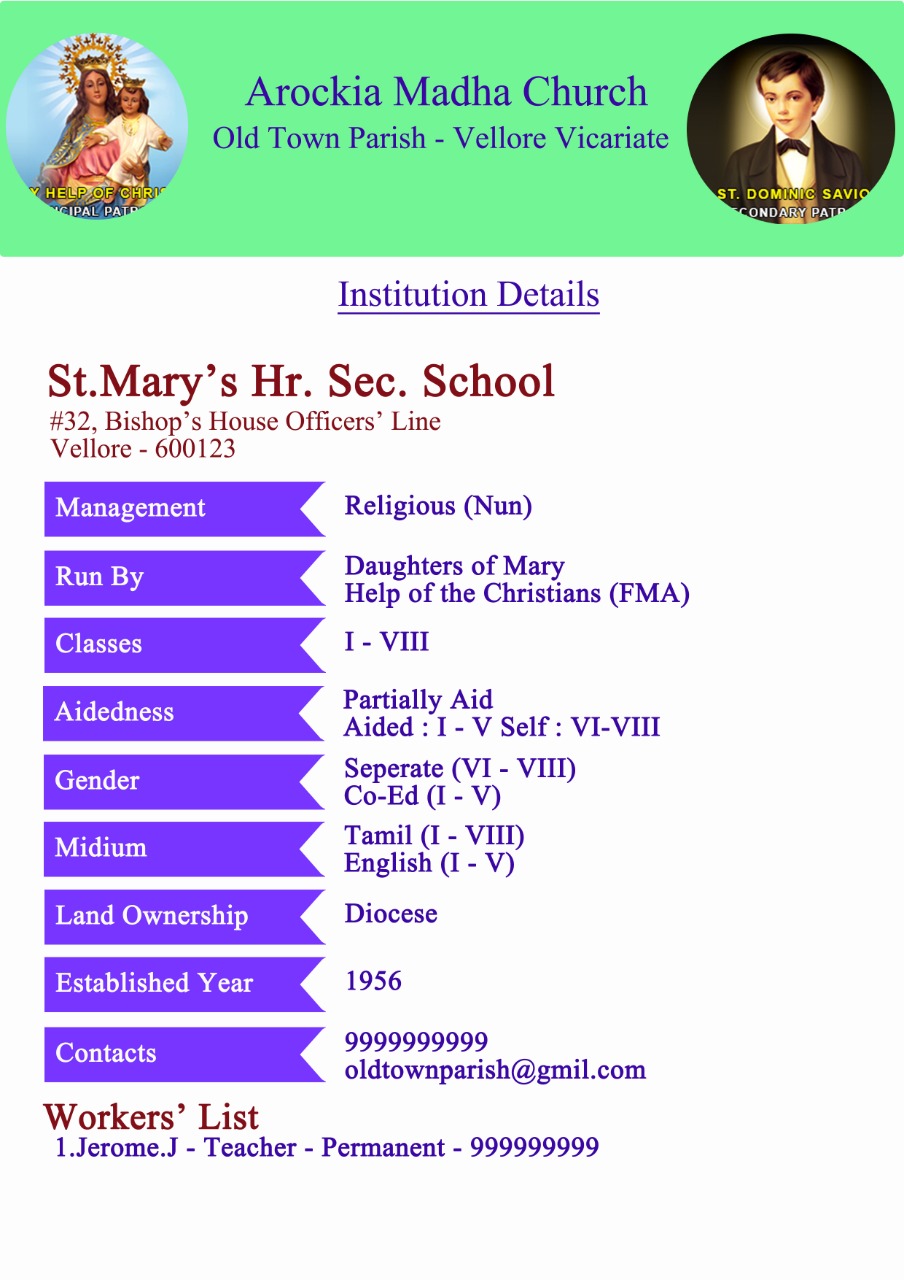 Arockia Madha Church
Old Town Parish - Vellore Vicariate
Y HELP OF CHRIS
CIPAL PATR
ST. DOMINIC SAVIO
CONDARY PATR
Institution Details
St.Mary’s Hr. Sec. School
#32, Bishop’s House Officers’ Line
Vellore - 600123
Management
Religious (Nun)
Run By
Daughters of Mary
Help of the Christians (FMA)
Classes
I - VIII
Aidedness
Partially Aid
Aided : I - V Self : VI-VIII
Gender
Seperate (VI - VIII)
Co-Ed (I - V)
Midium
Tamil (I - VIII)
English (I - V)
Land Ownership
Diocese
Established Year
1956
Contacts
9999999999
oldtownparish@gmil.com
Workers’ List
1.Jerome.J - Teacher - Permanent - 999999999